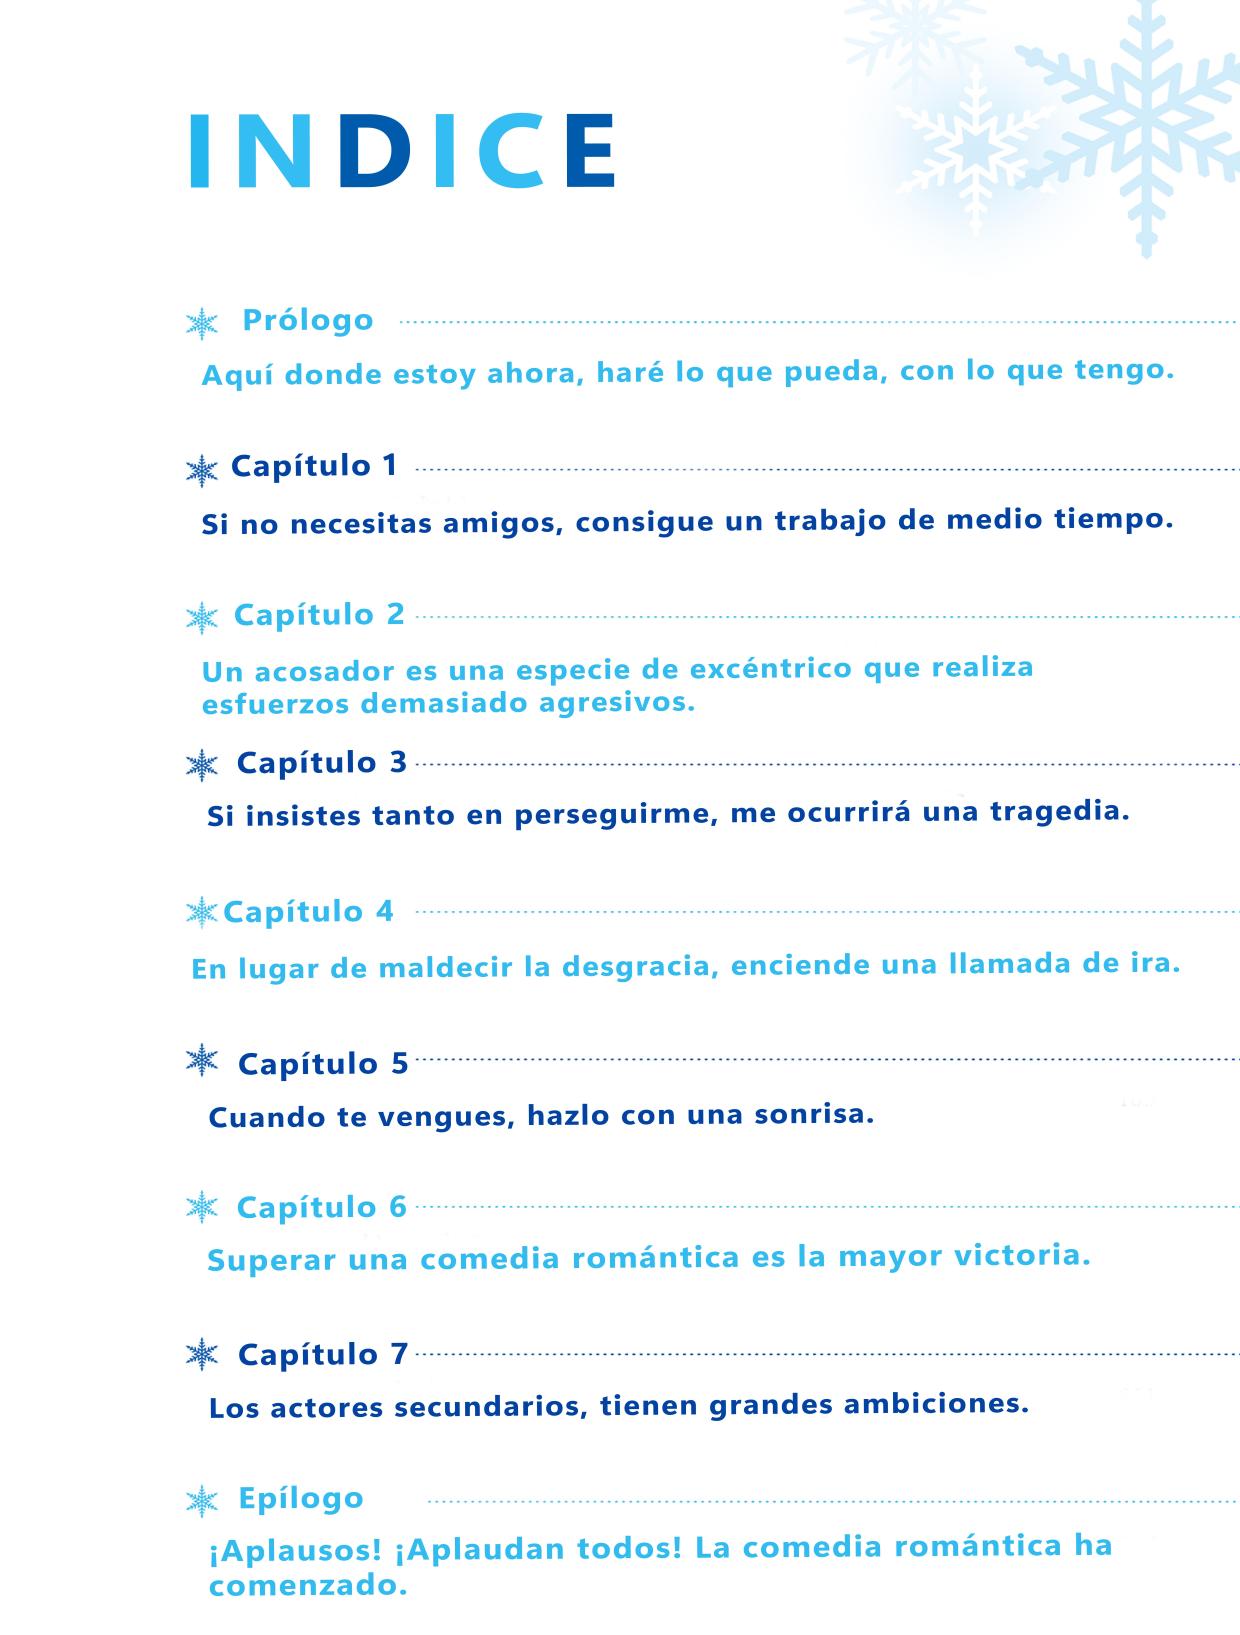 INDICE
Prólogo
Aquí donde estoy ahora, haré lo que pueda, con lo que tengo.
Capítulo 1
Si no necesitas amigos, consigue un trabajo de medio tiempo.
Capítulo 2
Un acosador es una especie de excéntrico que realiza
esfuerzos demasiado agresivos.
Capítulo 3
Si insistes tanto en perseguirme, me ocurrirá una tragedia.
Capítulo 4
En lugar de maldecir la desgracia, enciende una llamada de ira.
Capítulo 5
Cuando te vengues, hazlo con una sonrisa.
Capítulo 6
Superar una comedia romántica es la mayor victoria.
Capítulo 7
Los actores secundarios, tienen grandes ambiciones.
Epílogo
¡Aplausos! ¡Aplaudan todos! La comedia romántica ha
comenzado.